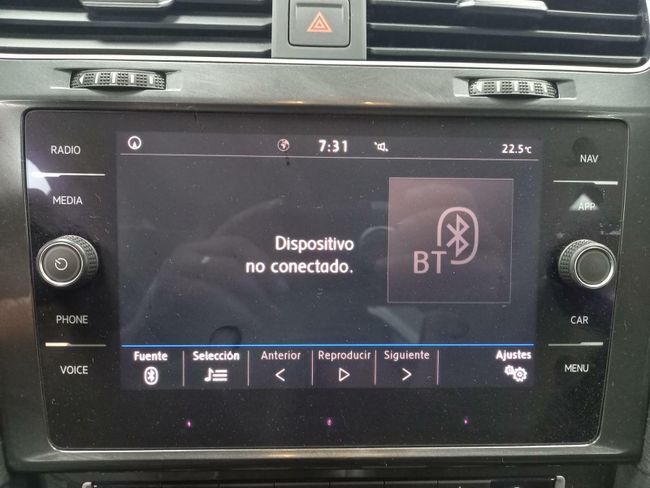 RADIO
MEDIA
PHONE
VOICE
7:31
22.5°C
Dispositivo
no conectado.
BT
Fuente
Selección
Anterior
Reproducir
Siguiente
Ajustes
NAV
APP
CAR
MENU